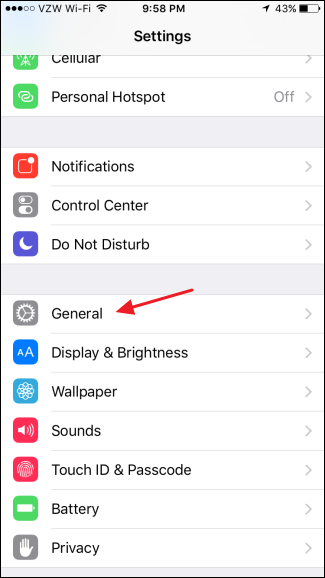 VZW Wi-Fi 9:58 PM 43%
Settings
Cellular
Personal Hotspot Off
Notifications
Control Center
Do Not Disturb
General
AA Display & Brightness
Wallpaper
Sounds
Touch ID & Passcode
Battery
Privacy